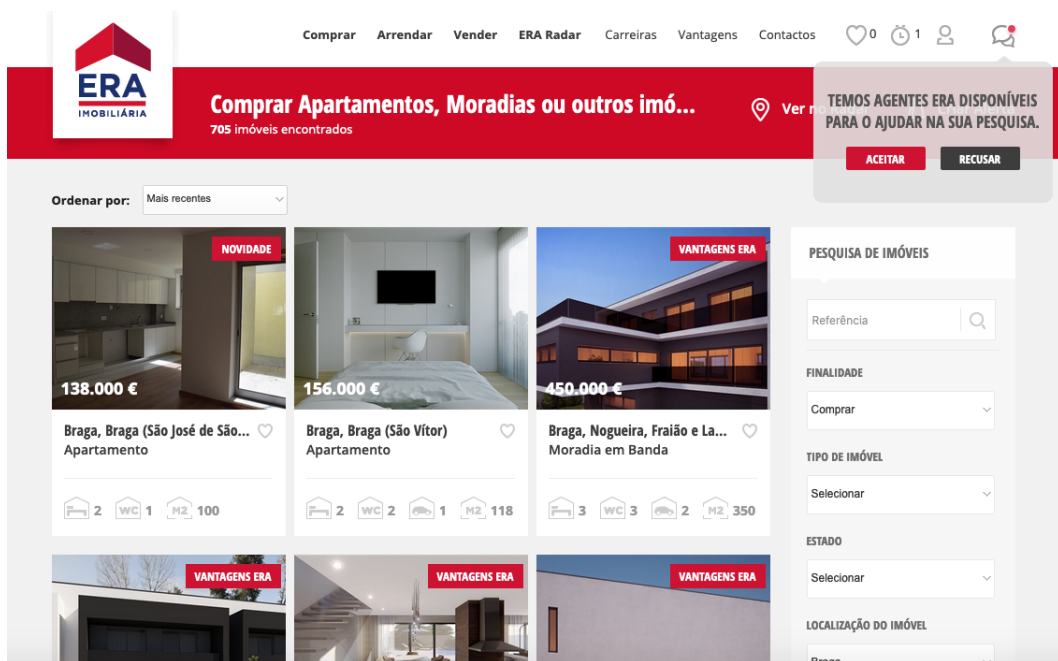 Comprar Arrendar Vender ERA Radar Carreiras Vantagens Contactos 0 1
ERA
IMOBILIÁRIA
Comprar Apartamentos, Moradias ou outros imó...
705 imóveis encontrados
Ver no
TEMOS AGENTES ERA DISPONÍVEIS
PARA O AJUDAR NA SUA PESQUISA.
ACEITAR RECUSAR
Ordenar por: Mais recentes
NOVIDADE
138.000 €
Braga, Braga (São José de São...
Apartamento
2 WC 1 M2 100
156.000 €
Braga, Braga (São Vítor)
Apartamento
2 WC 2 1 M2 118
VANTAGENS ERA
450.000 €
Braga, Nogueira, Fraião e La...
Moradia em Banda
3 WC 3 2 M2 350
VANTAGENS ERA
VANTAGENS ERA
VANTAGENS ERA
PESQUISA DE IMÓVEIS
Referência
FINALIDADE
Comprar
TIPO DE IMÓVEL
Selecionar
ESTADO
Selecionar
LOCALIZAÇÃO DO IMÓVEL
Braga